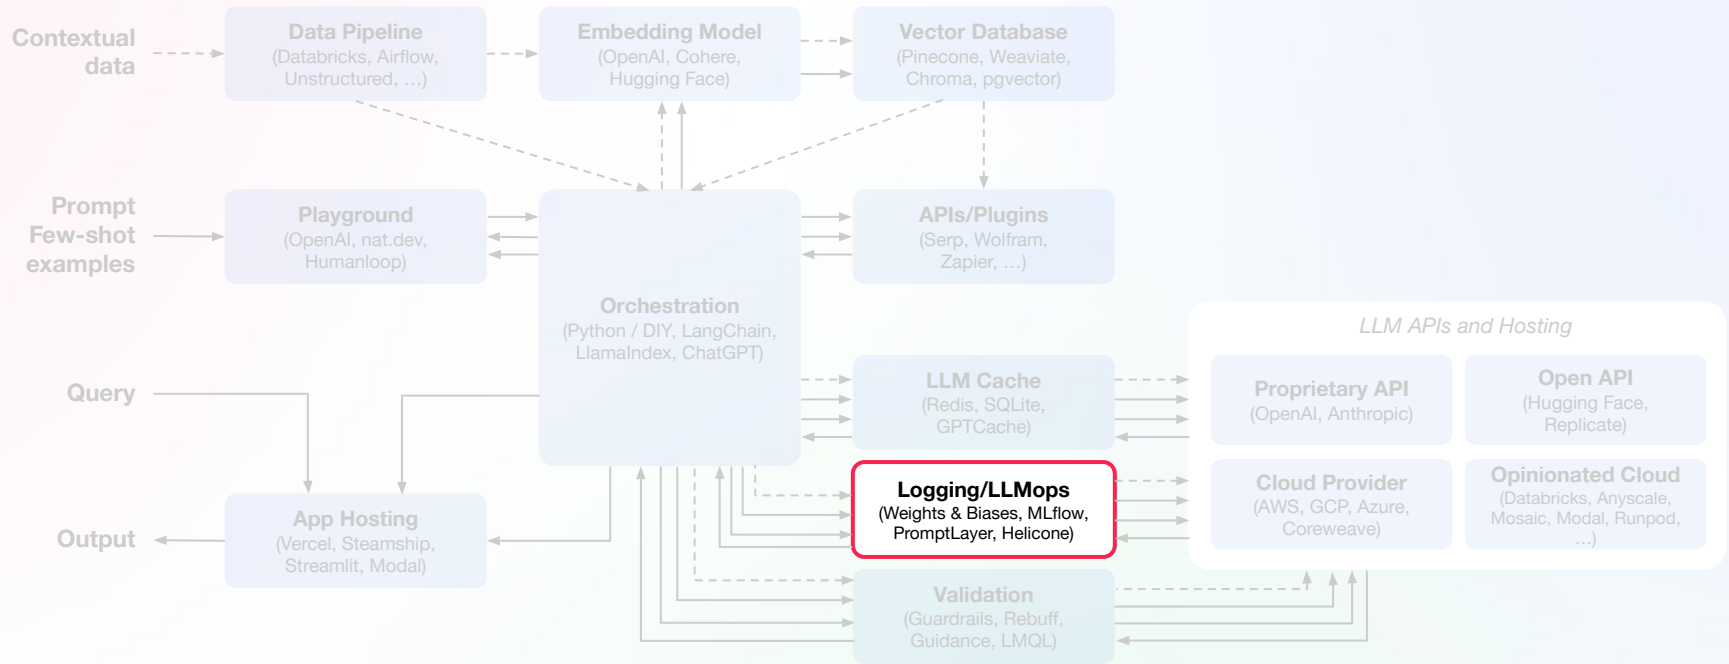 Contextual
data
Data Pipeline
(Databricks, Airflow,
Unstructured, ...)
Embedding Model
(OpenAI, Cohere,
Hugging Face)
Vector Database
(Pinecone, Weaviate,
Chroma, pgvector)
Prompt
Few-shot
examples
Playground
(OpenAI, nat.dev,
Humanloop)
Orchestration
(Python / DIY, LangChain,
LlamaIndex, ChatGPT)
APIs/Plugins
(Serp, Wolfram,
Zapier, ...)
Query
LLM Cache
(Redis, SQLite,
GPTCache)
LLM APIs and Hosting
Proprietary API
(OpenAI, Anthropic)
Open API
(Hugging Face,
Replicate)
Output
App Hosting
(Vercel, Steamship,
Streamlit, Modal)
Logging/LLMops
(Weights & Biases, MLflow,
PromptLayer, Helicone)
Cloud Provider
(AWS, GCP, Azure,
Coreweave)
Opinionated Cloud
(Databricks, Anyscale,
Mosaic, Modal, Runpod,
...)
Validation
(Guardrails, Rebuff,
Guidance, LMQL)